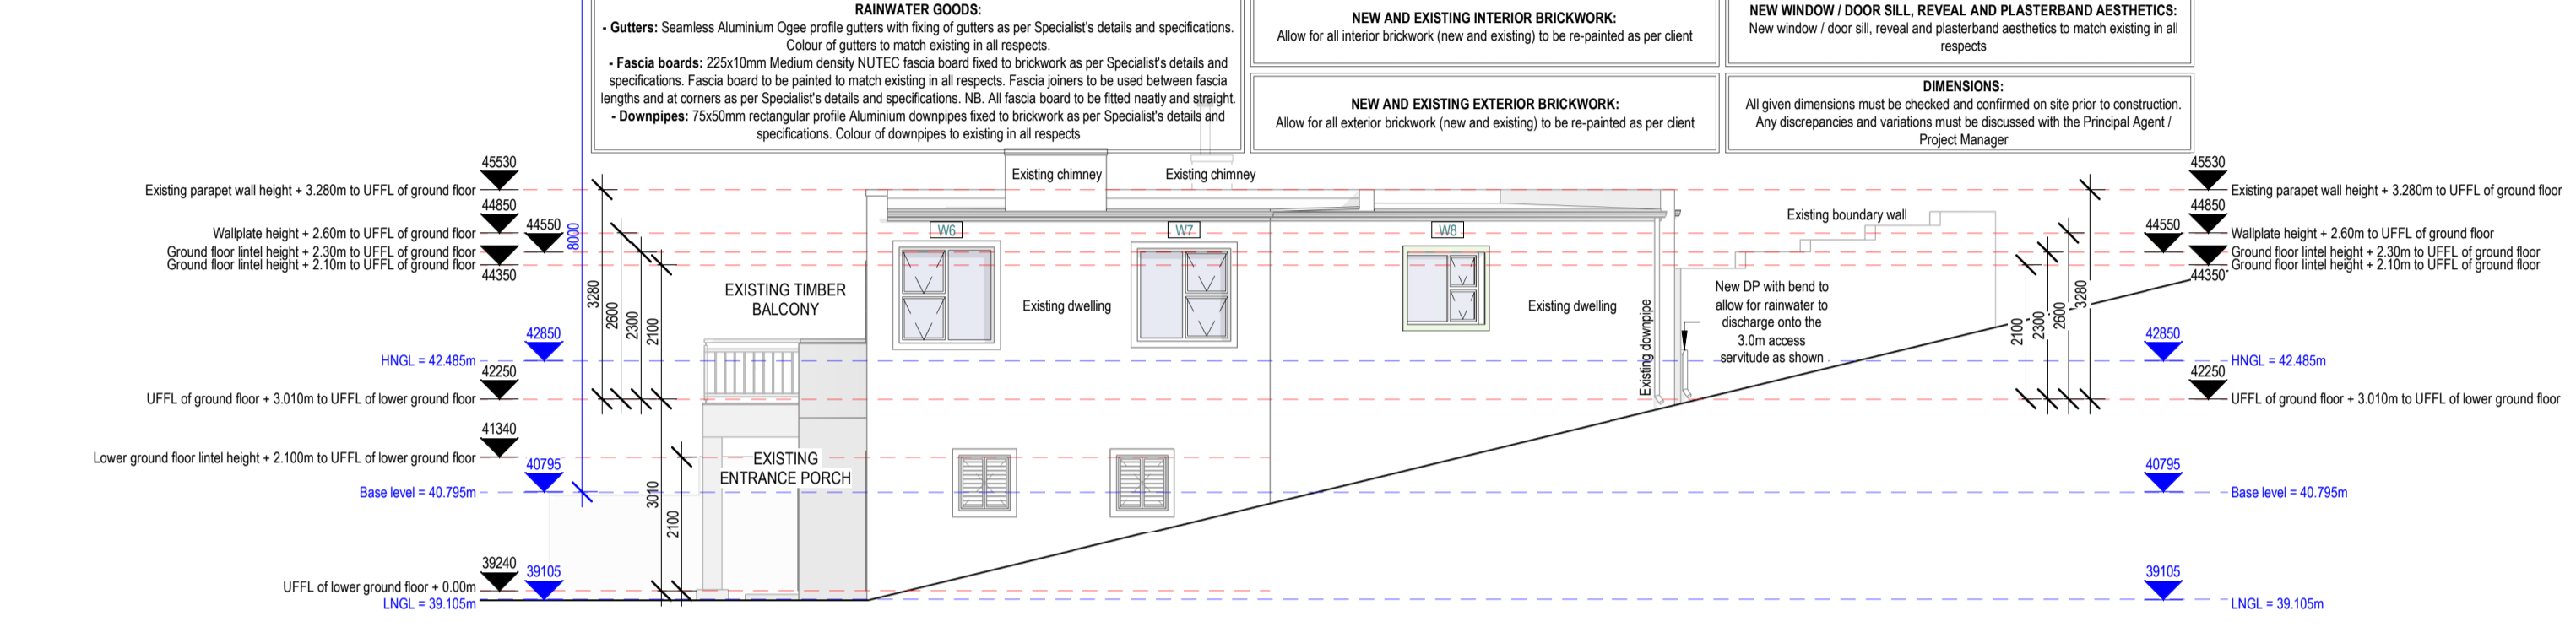 RAINWATER GOODS:
- Gutters: Seamless Aluminium Ogee profile gutters with fixing of gutters as per Specialist's details and specifications.
Colour of gutters to match existing in all respects.
- Fascia boards: 225x10mm Medium density NUTEC fascia board fixed to brickwork as per Specialist's details and
specifications. Fascia board to be painted to match existing in all respects. Fascia joiners to be used between fascia
lengths and at corners as per Specialist's details and specifications. NB. All fascia board to be fitted neatly and straight.
- Downpipes: 75x50mm rectangular profile Aluminium downpipes fixed to brickwork as per Specialist's details and
specifications. Colour of downpipes to existing in all respects
NEW AND EXISTING INTERIOR BRICKWORK:
Allow for all interior brickwork (new and existing) to be re-painted as per client
NEW AND EXISTING EXTERIOR BRICKWORK:
Allow for all exterior brickwork (new and existing) to be re-painted as per client
NEW WINDOW / DOOR SILL, REVEAL AND PLASTERBAND AESTHETICS:
New window / door sill, reveal and plasterband aesthetics to match existing in all
respects
DIMENSIONS:
All given dimensions must be checked and confirmed on site prior to construction.
Any discrepancies and variations must be discussed with the Principal Agent /
Project Manager
45530
Existing parapet wall height + 3.280m to UFFL of ground floor
44850
Wallplate height + 2.60m to UFFL of ground floor
44550
Ground floor lintel height + 2.30m to UFFL of ground floor
Ground floor lintel height + 2.10m to UFFL of ground floor
44350
8000
42850
HNGL = 42.485m
42250
UFFL of ground floor + 3.010m to UFFL of lower ground floor
41340
Lower ground floor lintel height + 2.100m to UFFL of lower ground floor
40795
Base level = 40.795m
39240
UFFL of lower ground floor + 0.00m
39105
LNGL = 39.105m
3280
2600
2300
2100
3010
2100
EXISTING TIMBER
BALCONY
EXISTING
ENTRANCE PORCH
Existing chimney
Existing chimney
W6
W7
W8
Existing dwelling
Existing dwelling
Existing downpipe
Existing boundary wall
New DP with bend to
allow for rainwater to
discharge onto the
3.0m access
servitude as shown
2100
2300
2600
3280
45530
Existing parapet wall height + 3.280m to UFFL of ground floor
44850
Wallplate height + 2.60m to UFFL of ground floor
44550
Ground floor lintel height + 2.30m to UFFL of ground floor
Ground floor lintel height + 2.10m to UFFL of ground floor
44350
42850
HNGL = 42.485m
42250
UFFL of ground floor + 3.010m to UFFL of lower ground floor
40795
Base level = 40.795m
39105
LNGL = 39.105m